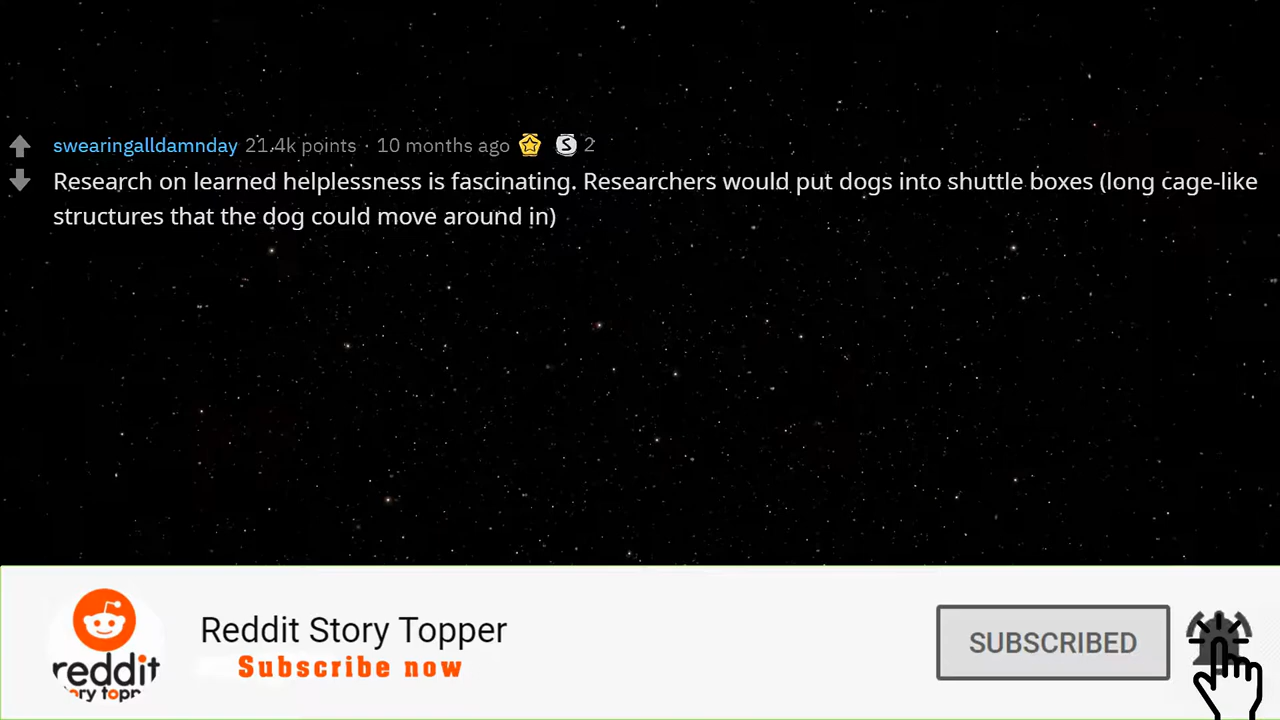 swearingalldamnday 21.4k points · 10 months ago 2
Research on learned helplessness is fascinating. Researchers would put dogs into shuttle boxes (long cage-like
structures that the dog could move around in)
Reddit Story Topper
Subscribe now
SUBSCRIBED
reddit